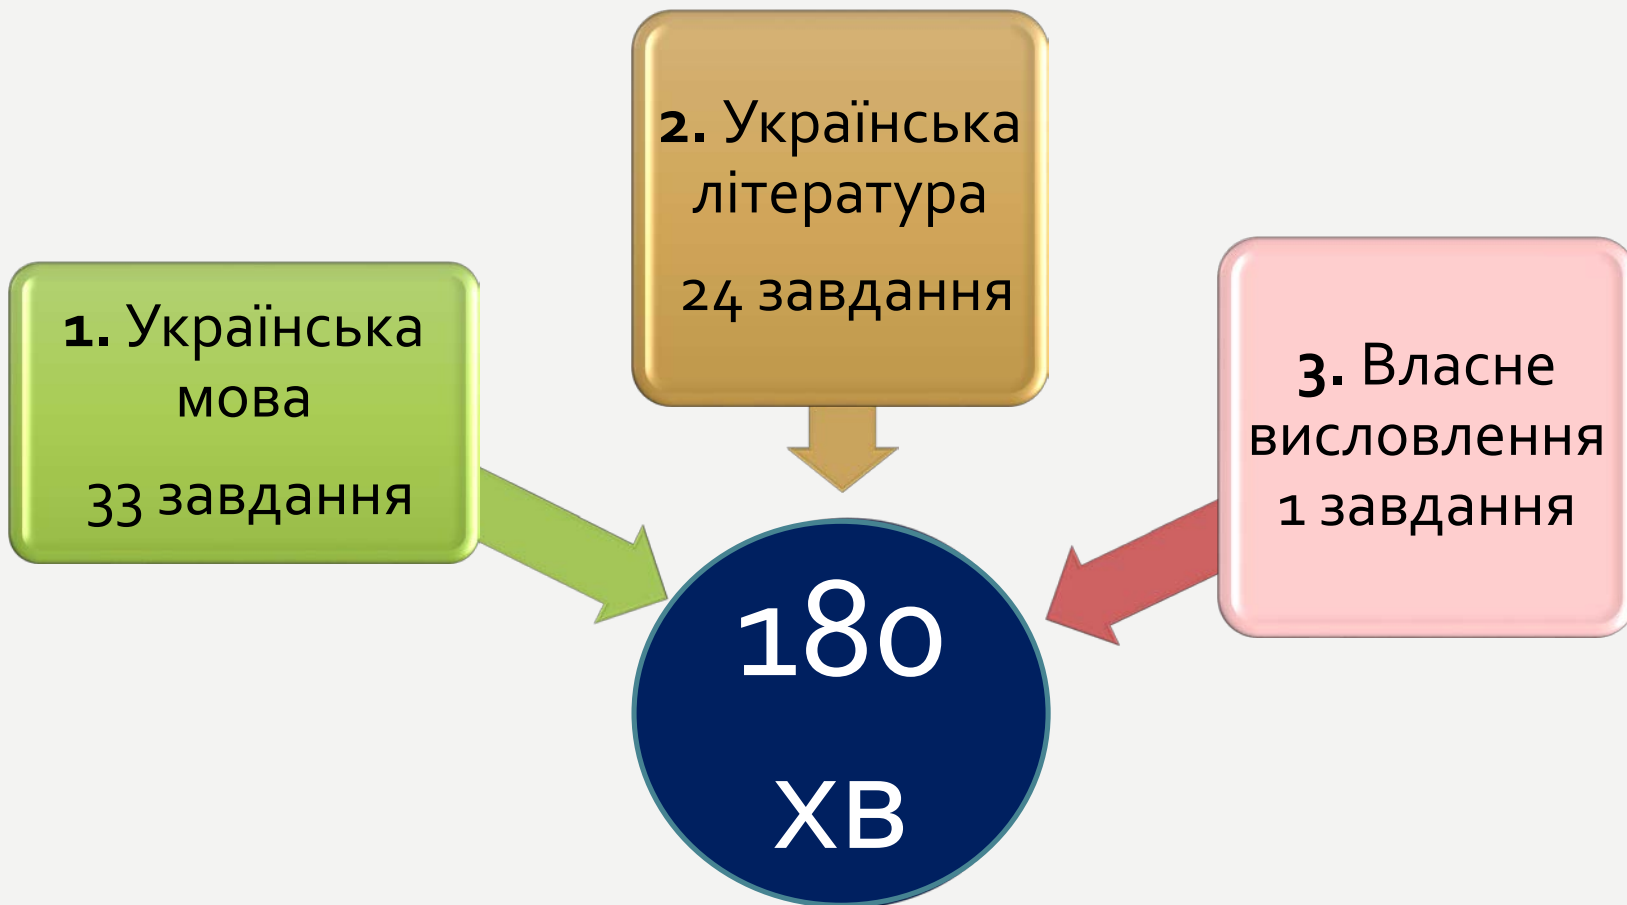 1. Українська
мова
33 завдання
2. Українська
література
24 завдання
3. Власне
висловлення
1 завдання
180
хв